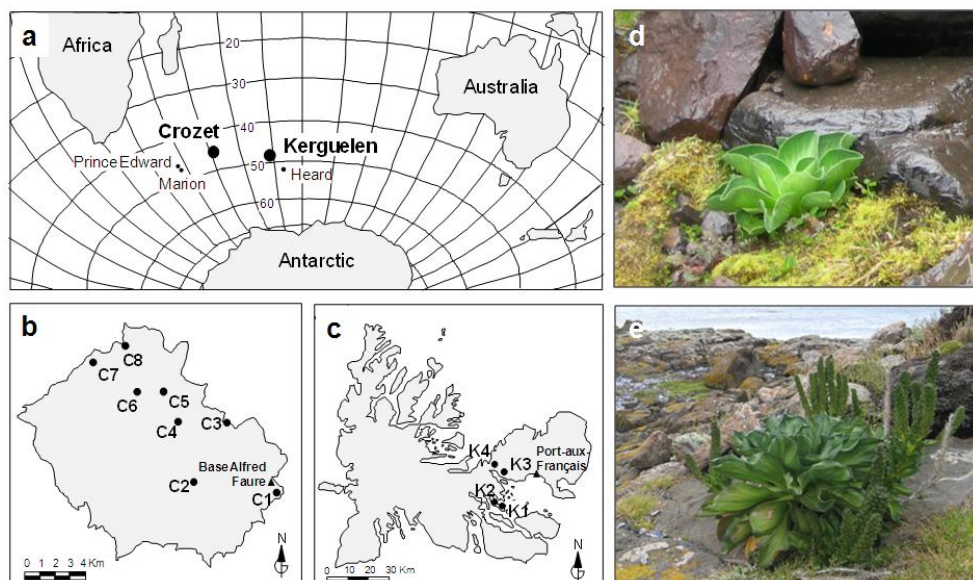 a
Africa
20
30
40
50
60
Australia
Crozet
Kerguelen
Prince Edward
Marion
Heard
Antarctic
b
C8
C7
C6
C5
C4
C3
C2
Base Alfred
Faure
C1
N
0 1 2 3 4 Km
c
K4
K3
Port-aux-
Français
K2
K1
N
0 10 20 30 KM
d
e